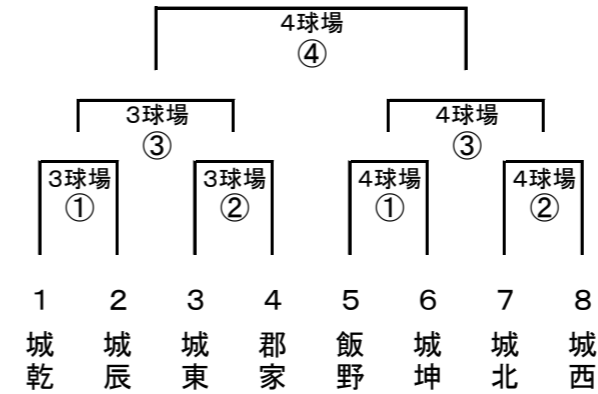 4球場
④
3球場 4球場
③ ③
3球場 3球場 4球場 4球場
① ② ① ②
1 2 3 4 5 6 7 8
城乾 城辰 城東 郡家 飯野 城坤 城北 城西